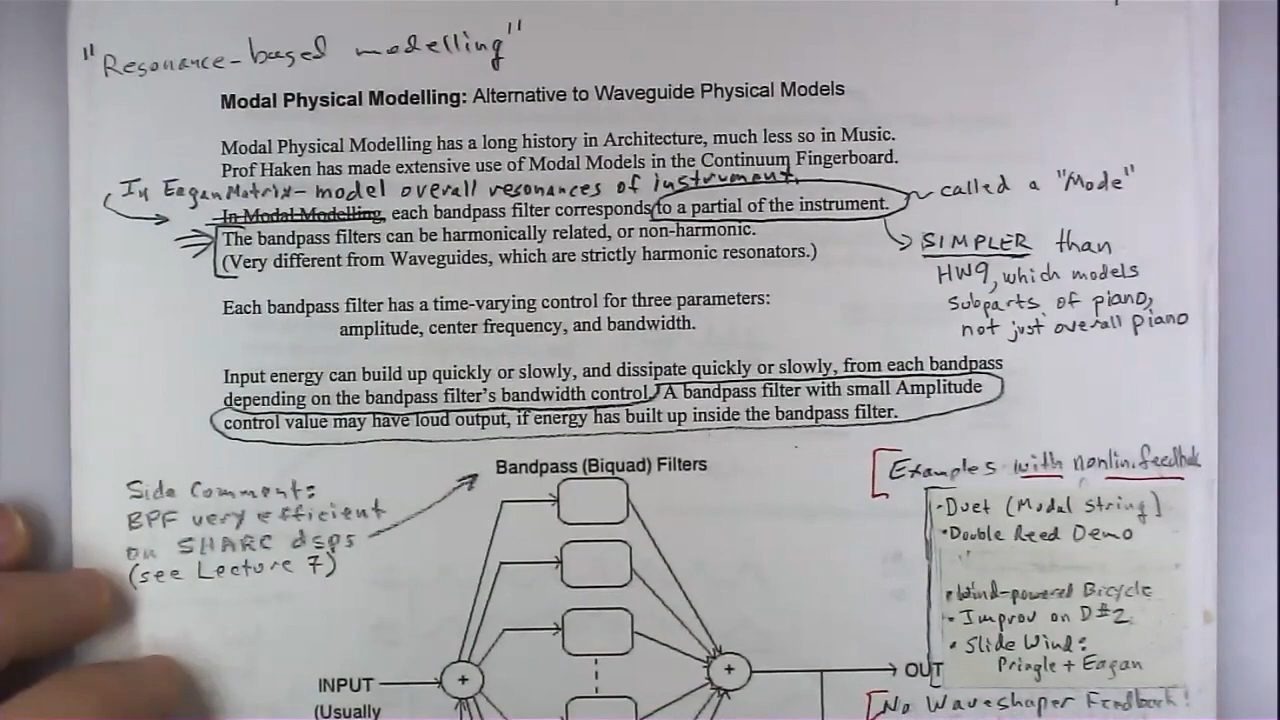 "Resonance-based modelling"
Modal Physical Modelling: Alternative to Waveguide Physical Models
Modal Physical Modelling has a long history in Architecture, much less so in Music.
Prof Haken has made extensive use of Modal Models in the Continuum Fingerboard.
In EaganMatrix- model overall resonances of instrument.
called a "Mode"
In Modal Modelling, each bandpass filter corresponds to a partial of the instrument.
The bandpass filters can be harmonically related, or non-harmonic.
(Very different from Waveguides, which are strictly harmonic resonators.)
SIMPLER than
HW9, which models
subparts of piano,
not just overall piano
Each bandpass filter has a time-varying control for three parameters:
amplitude, center frequency, and bandwidth.
Input energy can build up quickly or slowly, and dissipate quickly or slowly, from each bandpass
depending on the bandpass filter's bandwidth control. A bandpass filter with small Amplitude
control value may have loud output, if energy has built up inside the bandpass filter.
Side Comment:
BPF very efficient
on SHARC dsps
(see Lecture 7)
Bandpass (Biquad) Filters
Examples with nonlin. feedback
• Duet (Modal String)
• Double Reed Demo
• Wind-powered Bicycle
• Improv on D#2
• Slide Wind:
Pringle + Eagan
+
+
OUT
INPUT
(Usually
No Waveshaper Feedback!